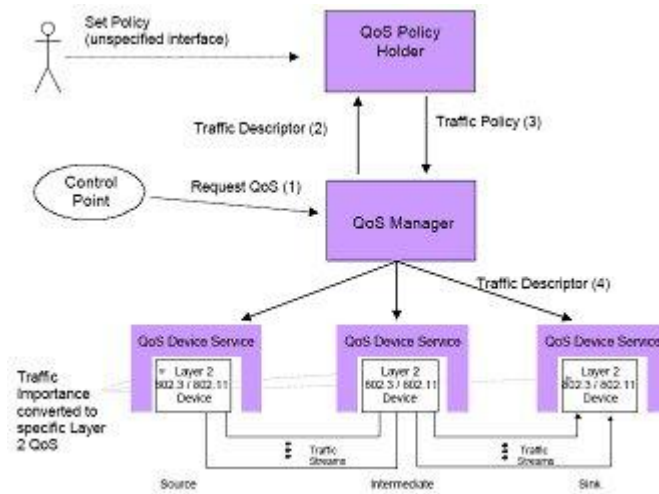 Set Policy
(unspecified interface)
QoS Policy
Holder
Traffic Descriptor (2)
Traffic Policy (3)
Control
Point
Request QoS (1)
QoS Manager
Traffic Descriptor (4)
QoS Device Service
QoS Device Service
QoS Device Service
Layer 2
802.3 / 802.11
Device
Layer 2
802.3 / 802.11
Device
Layer 2
802.3 / 802.11
Device
Traffic
Importance
converted to
specific Layer
2 QoS
Traffic
Streams
Traffic
Streams
Source
Intermediate
Sink